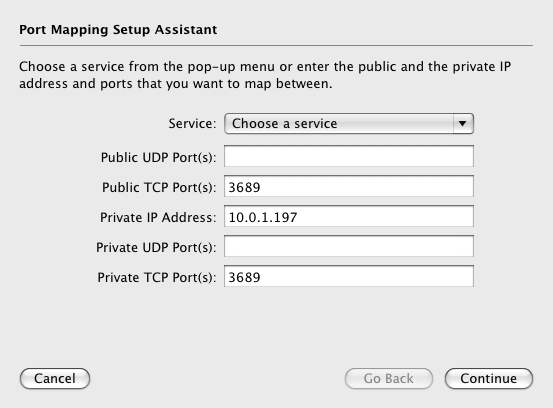 Port Mapping Setup Assistant
Choose a service from the pop-up menu or enter the public and the private IP
address and ports that you want to map between.
Service: Choose a service
Public UDP Port(s):
Public TCP Port(s): 3689
Private IP Address: 10.0.1.197
Private UDP Port(s):
Private TCP Port(s): 3689
Cancel Go Back Continue